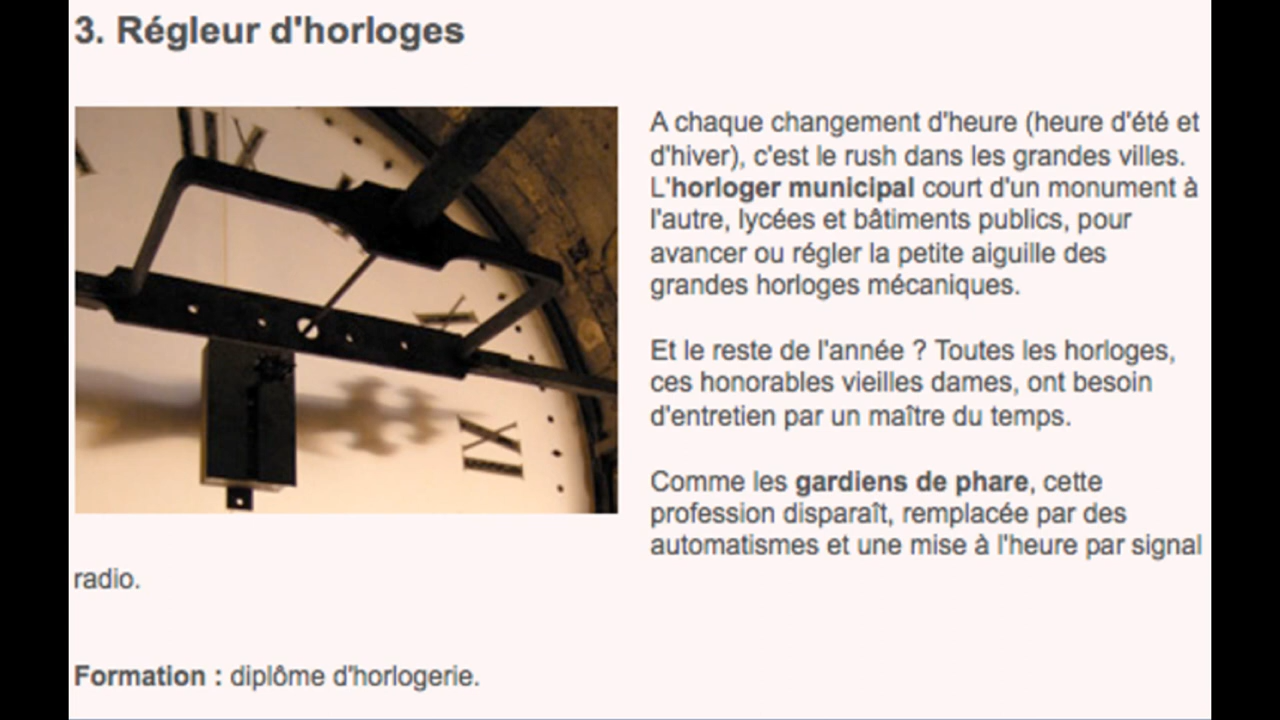 3. Régleur d'horloges
A chaque changement d'heure (heure d'été et
d'hiver), c'est le rush dans les grandes villes.
L'horloger municipal court d'un monument à
l'autre, lycées et bâtiments publics, pour
avancer ou régler la petite aiguille des
grandes horloges mécaniques.
Et le reste de l'année ? Toutes les horloges,
ces honorables vieilles dames, ont besoin
d'entretien par un maître du temps.
Comme les gardiens de phare, cette
profession disparaît, remplacée par des
automatismes et une mise à l'heure par signal
radio.
Formation : diplôme d'horlogerie.